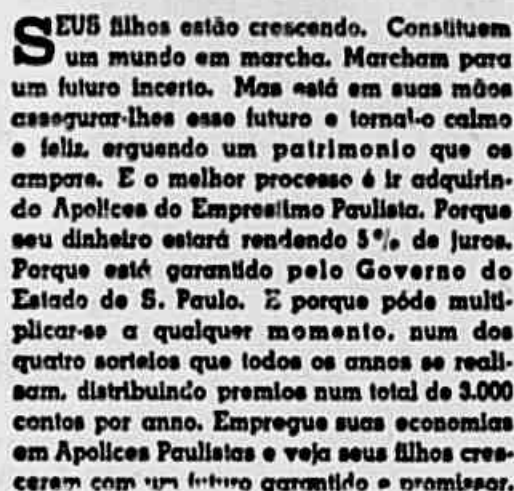 SEUS filhos estão crescendo. Constituem
um mundo em marcha. Marcham para
um futuro incerto. Mas está em suas mãos
assegurar-lhes esse futuro e tornal-o calmo
e feliz, erguendo um patrimonio que os
ampare. E o melhor processo é ir adquirin-
do Apolices do Emprestimo Paulista. Porque
seu dinheiro estará rendendo 5% de juros.
Porque está garantido pelo Governo do
Estado de S. Paulo. E porque póde multi-
plicar-se a qualquer momento, num dos
quatro sorteios que todos os annos se reali-
sam, distribuindo premios num total de 3.000
contos por anno. Empregue suas economias
em Apolices Paulistas e veja seus filhos cres-
cerem com um futuro garantido e promissor.